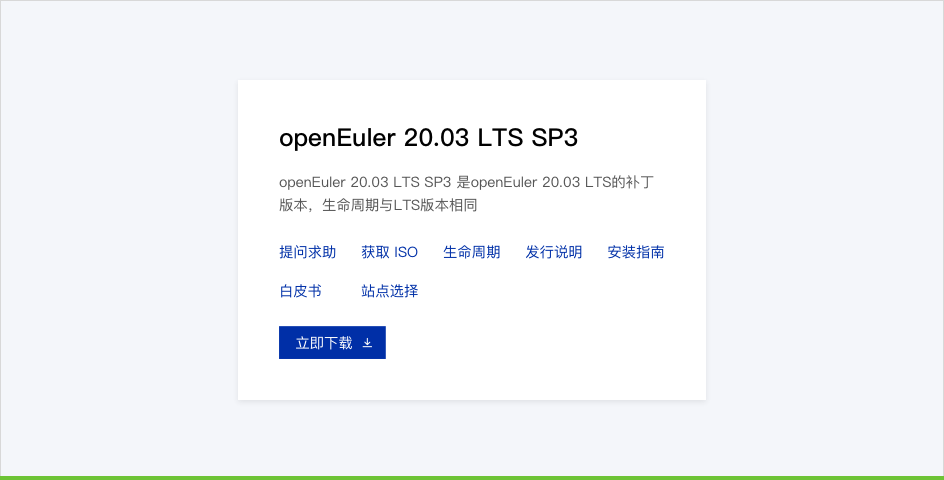 openEuler 20.03 LTS SP3
openEuler 20.03 LTS SP3 是openEuler 20.03 LTS的补丁
版本，生命周期与LTS版本相同
提问求助 获取 ISO 生命周期 发行说明 安装指南
白皮书 站点选择
立即下载